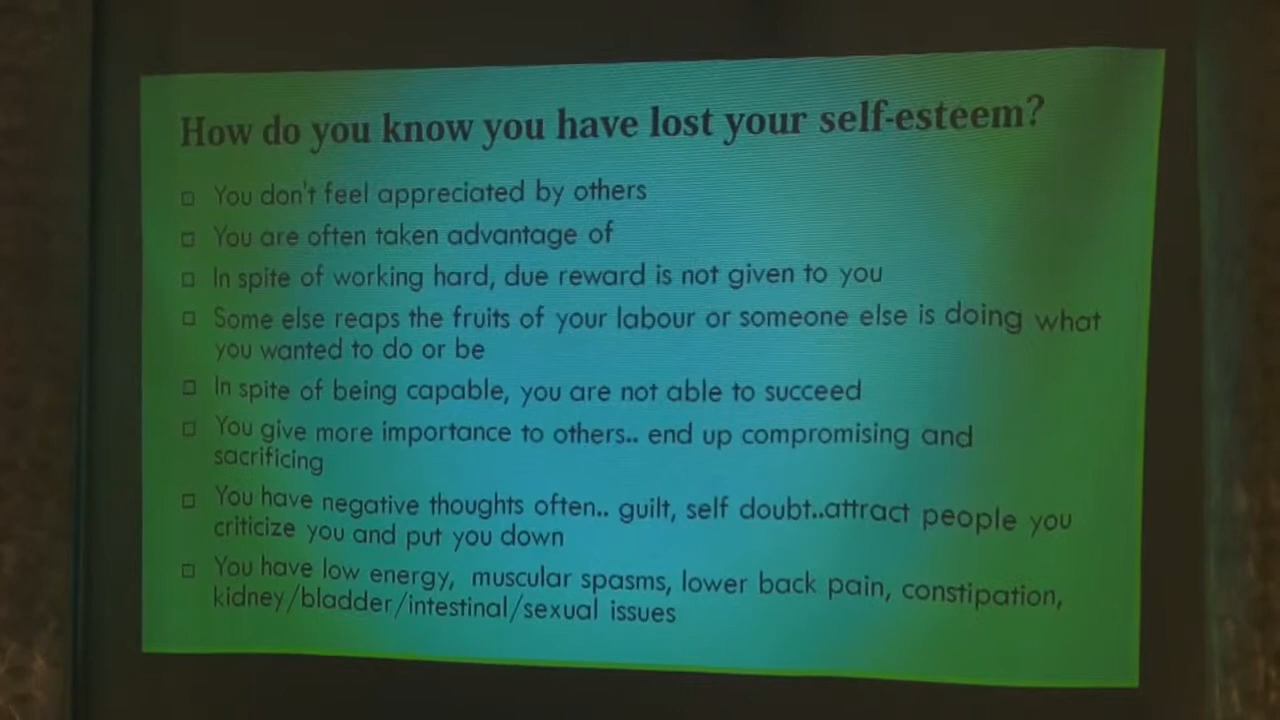 How do you know you have lost your self-esteem?
You don't feel appreciated by others
You are often taken advantage of
In spite of working hard, due reward is not given to you
Some else reaps the fruits of your labour or someone else is doing what
you wanted to do or be
In spite of being capable, you are not able to succeed
You give more importance to others.. end up compromising and
sacrificing
You have negative thoughts often.. guilt, self doubt..attract people you
criticize you and put you down
You have low energy, muscular spasms, lower back pain, constipation,
kidney/bladder/intestinal/sexual issues